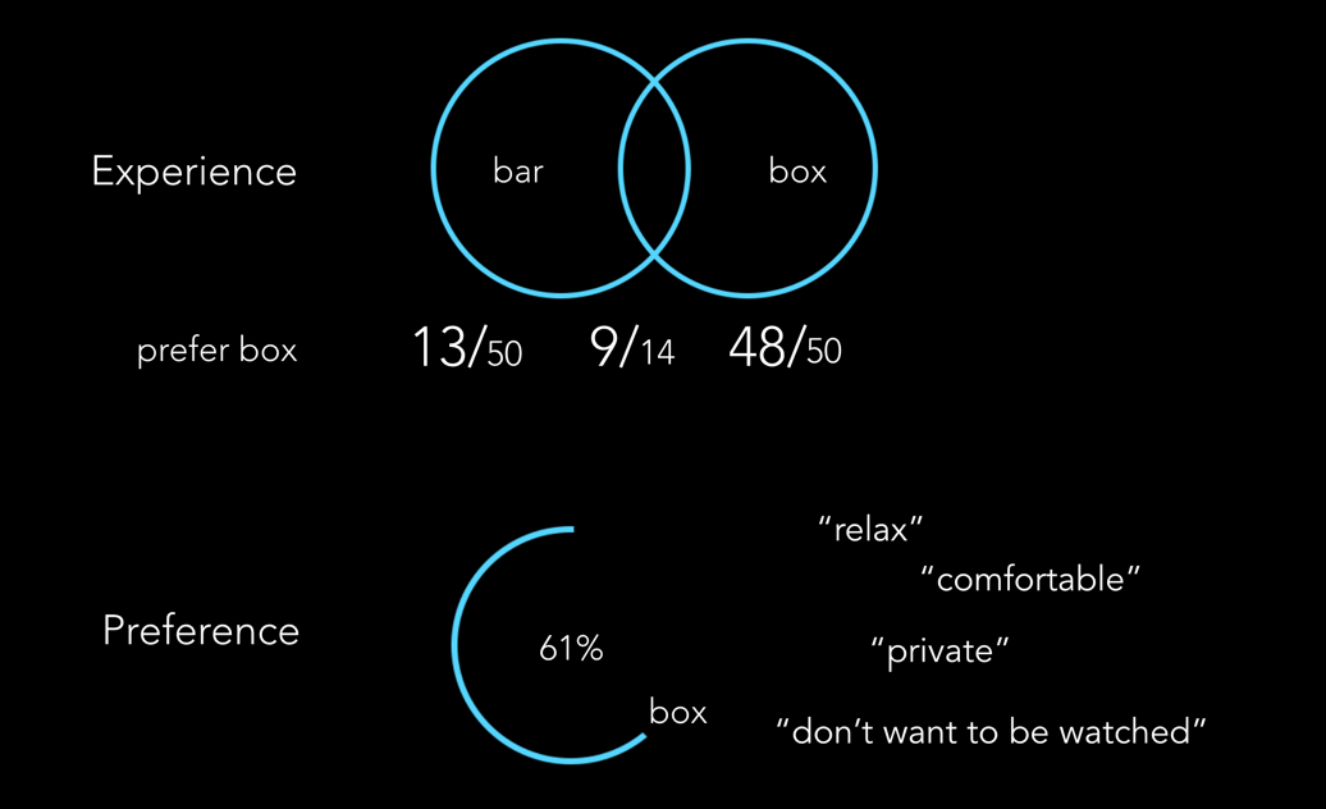 Experience
bar
box
prefer box
13/50
9/14
48/50
Preference
61%
box
“relax”
“comfortable”
“private”
“don’t want to be watched”